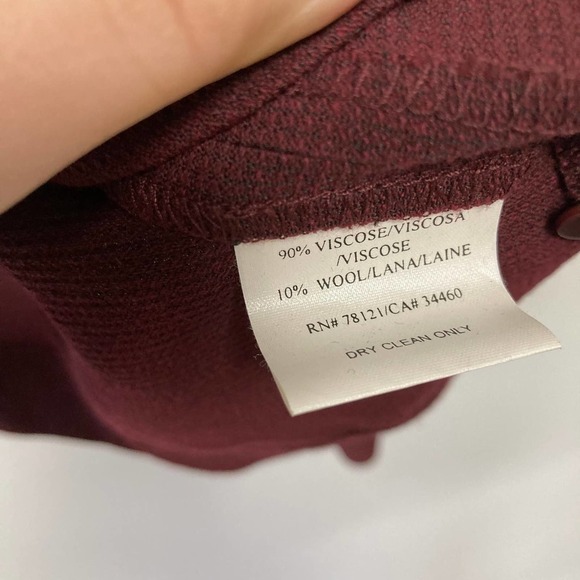 90% VISCOSE/VISCOSA
/VISCOSE
10% WOOL/LANA/LAINE
RN# 78121/CA# 34460
DRY CLEAN ONLY